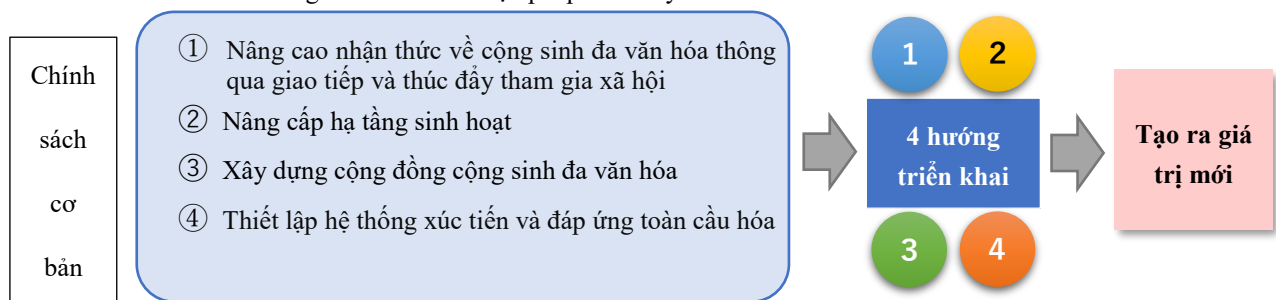 Chính
sách
cơ
bản
① Nâng cao nhận thức về cộng sinh đa văn hóa thông
qua giao tiếp và thúc đẩy tham gia xã hội
② Nâng cấp hạ tầng sinh hoạt
③ Xây dựng cộng đồng cộng sinh đa văn hóa
④ Thiết lập hệ thống xúc tiến và đáp ứng toàn cầu hóa
1
2
4 hướng
triển khai
3
4
Tạo ra giá
trị mới